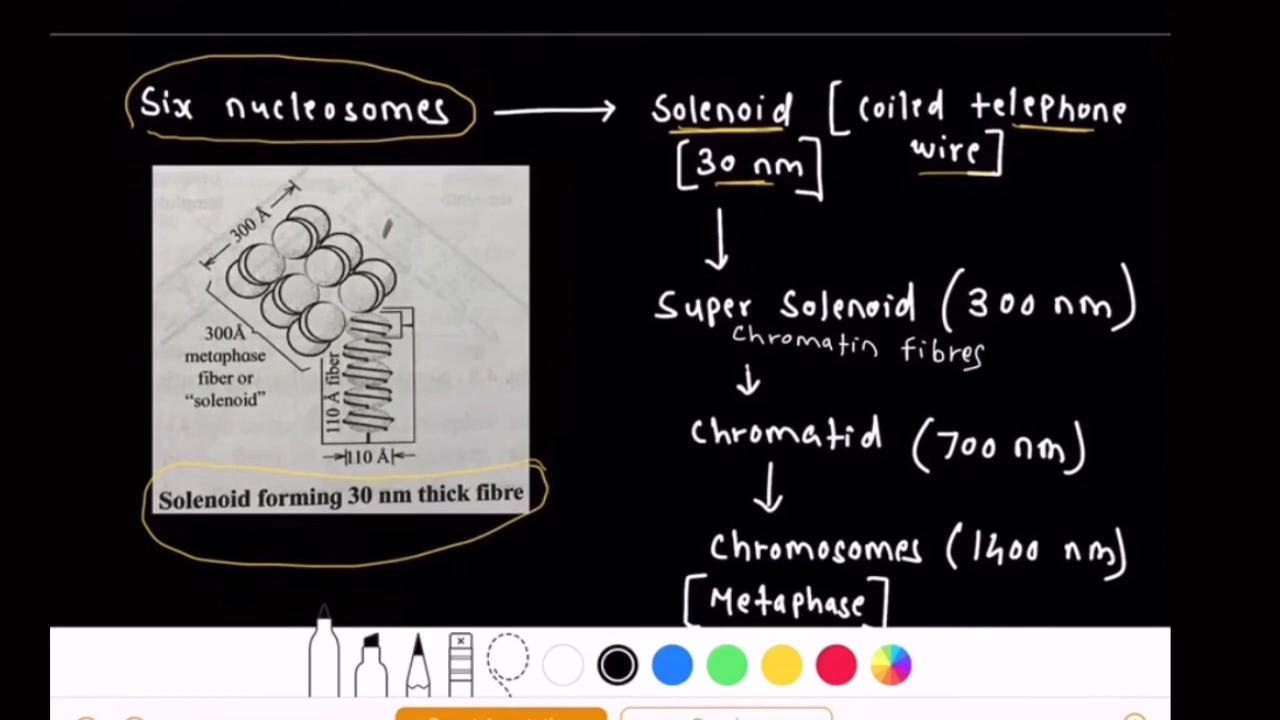 Six nucleosomes
Solenoid [coiled telephone
wire]
[30 nm]
300 Å
300Å
metaphase
fiber or
“solenoid”
110 Å fiber
110 Å
Solenoid forming 30 nm thick fibre
Super Solenoid (300 nm)
Chromatin fibres
Chromatid (700 nm)
Chromosomes (1400 nm)
[Metaphase]